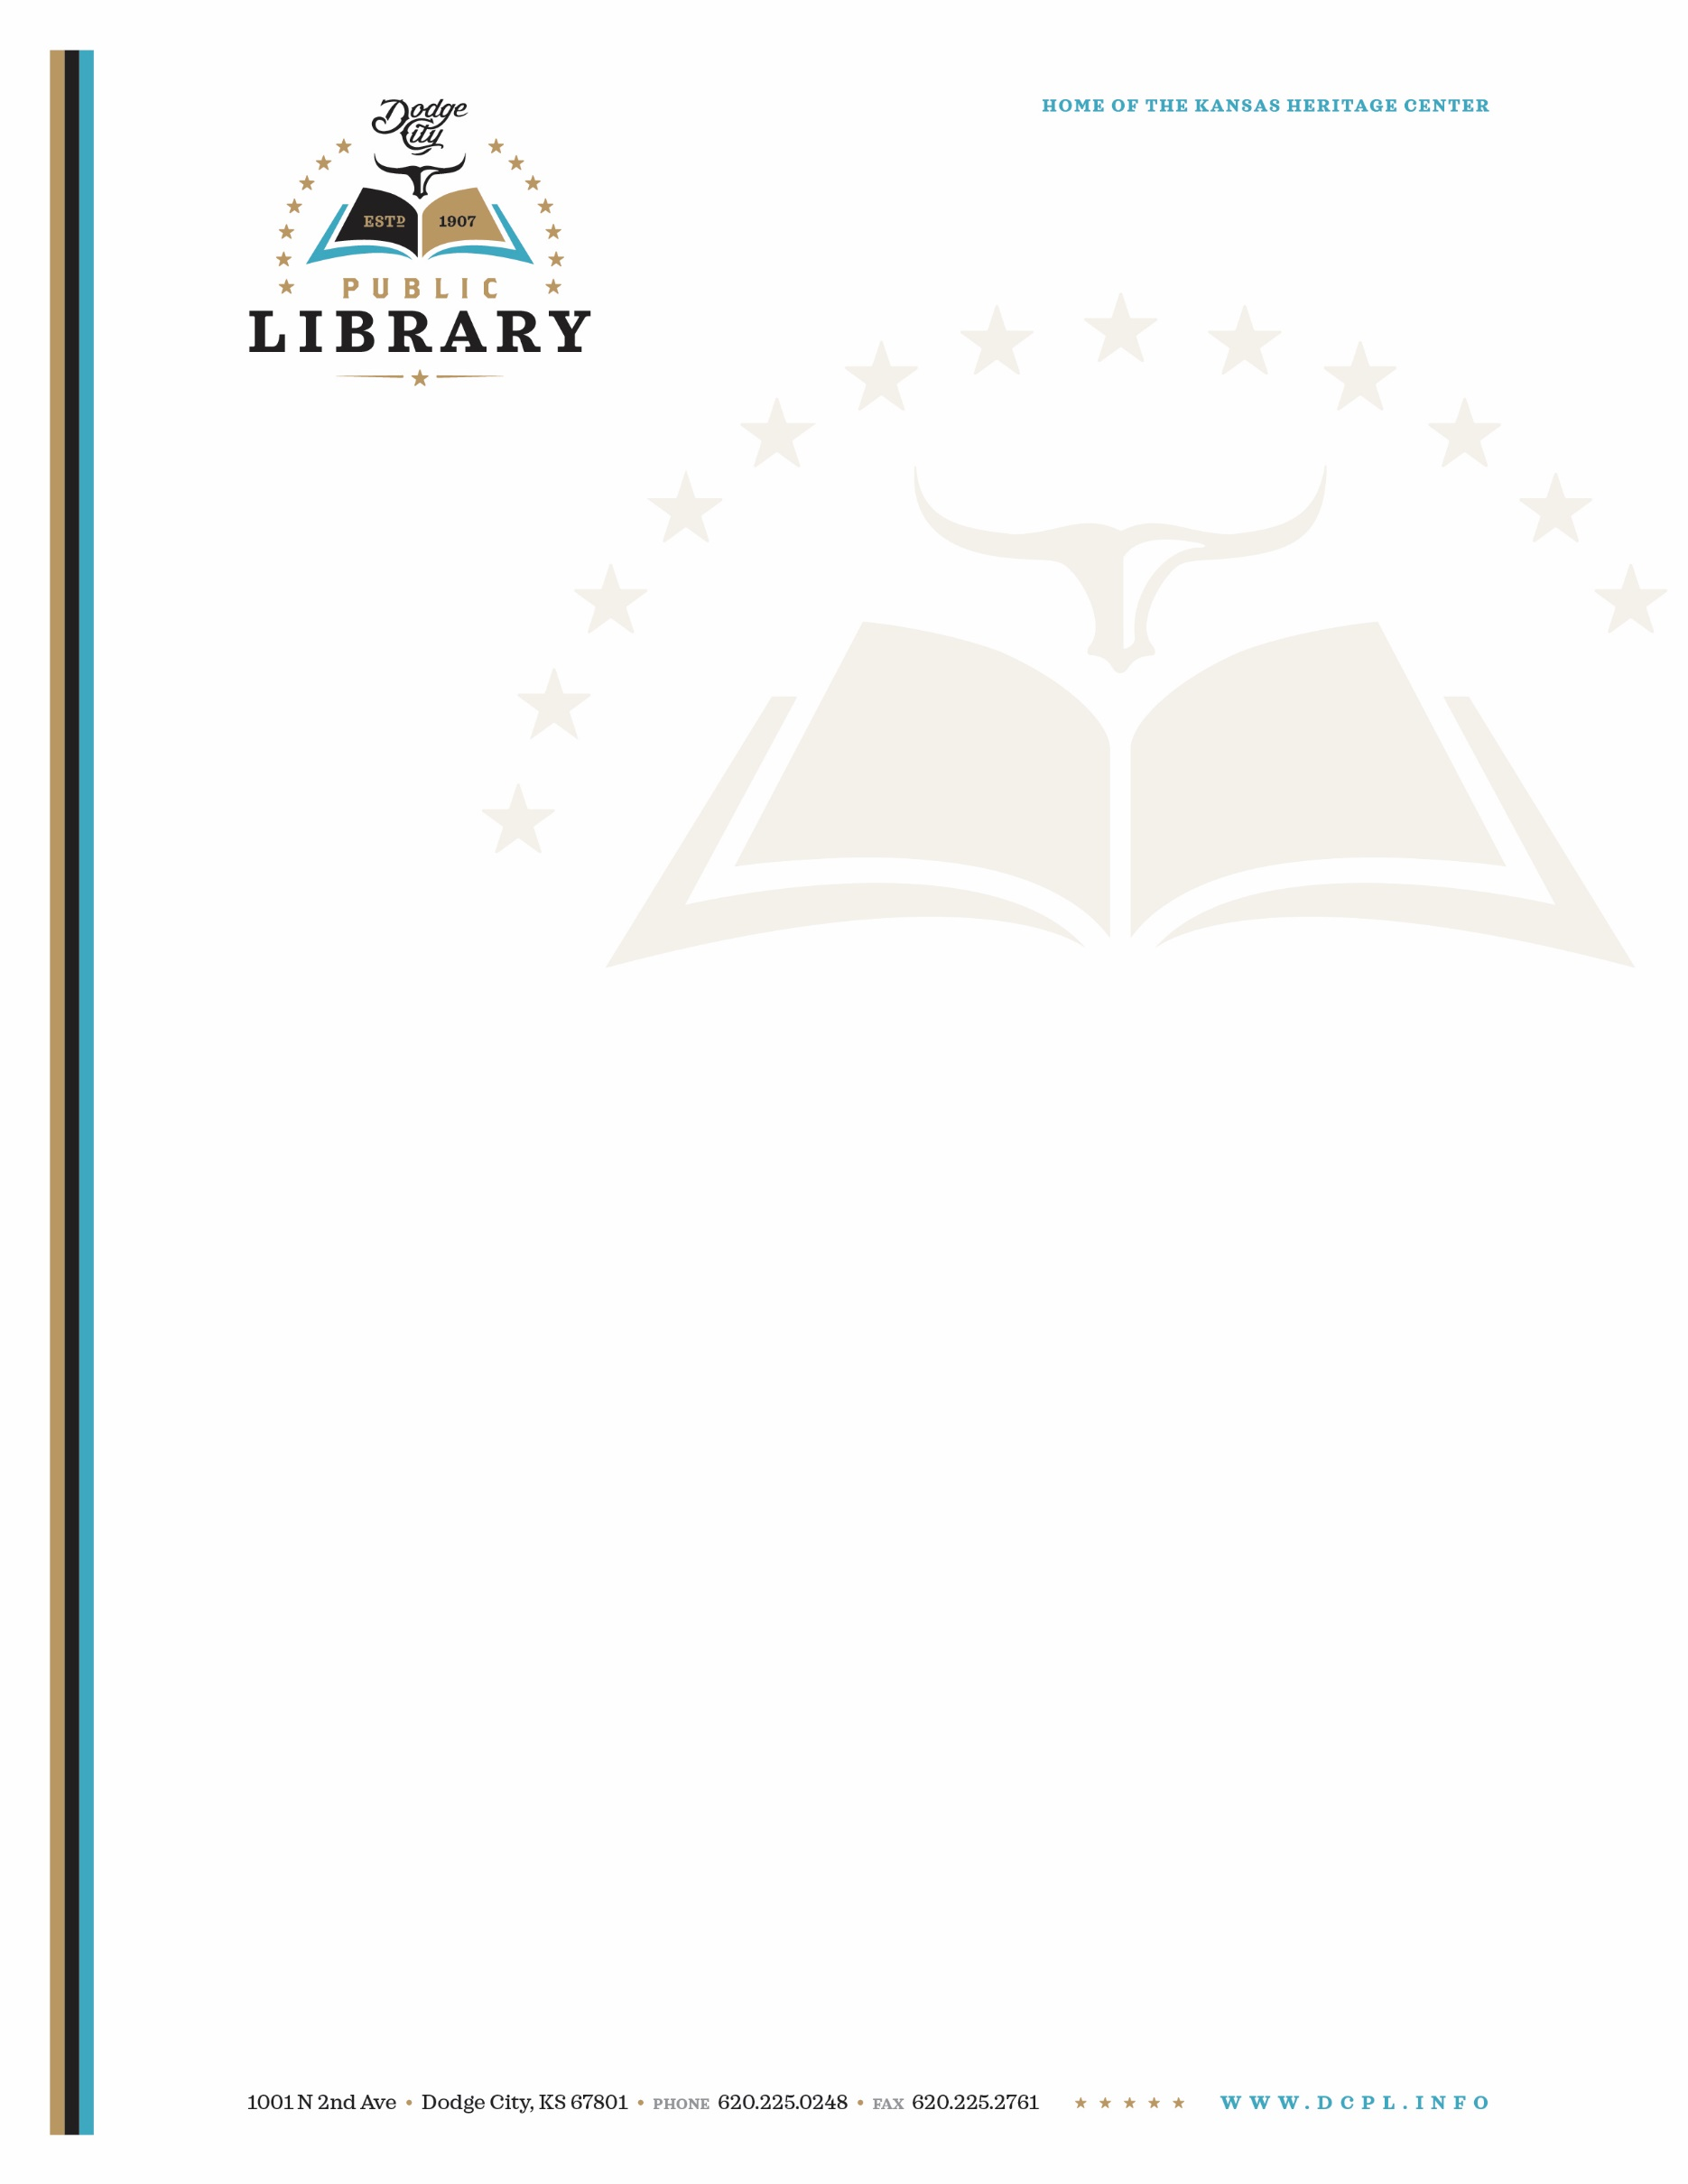 Dodge
City
ESTD 1907
PUBLIC
LIBRARY
HOME OF THE KANSAS HERITAGE CENTER
1001 N 2nd Ave • Dodge City, KS 67801 • PHONE 620.225.0248 • FAX 620.225.2761 ★ ★ ★ ★ ★ WWW.DCPL.INFO